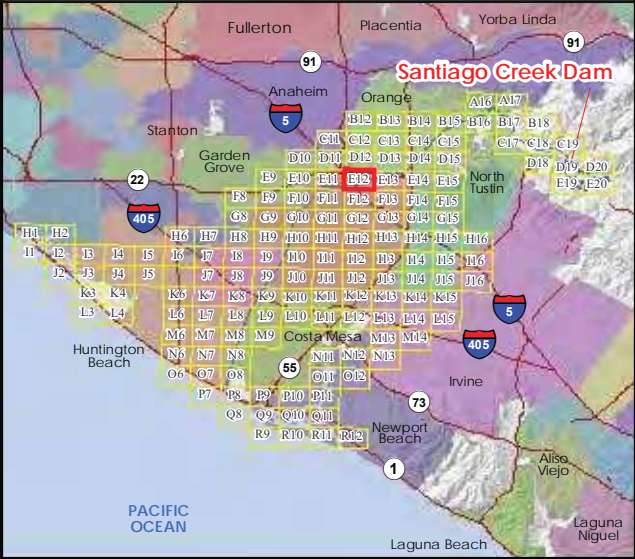 Fullerton
Placentia
Yorba Linda
91
91
Santiago Creek Dam
Anaheim
Orange
5
A16 A17
B12 B13 B14 B15 B16 B17 B18
Stanton
C11 C12 C13 C14 C15 C17 C18 C19
Garden
Grove
D10 D11 D12 D13 D14 D15 D18 D19 D20
North
Tustin
22
E9 E10 E11 E12 E13 E14 E15 E19 E20
F8 F9 F10 F11 F12 F13 F14 F15
405
G8 G9 G10 G11 G12 G13 G14 G15
H1 H2 H6 H7 H8 H9 H10 H11 H12 H13 H14 H15 H16
I1 I2 I3 I4 I5 I6 I7 I8 I9 I10 I11 I12 I13 I14 I15 I16
J2 J3 J4 J5 J7 J8 J9 J10 J11 J12 J13 J14 J15 J16
K3 K4 K6 K7 K8 K9 K10 K11 K12 K13 K14 K15
5
L3 L4 L6 L7 L8 L9 L10 L11 L12 L13 L14 L15
M6 M7 M8 M9 Costa Mesa M13 M14
405
Huntington
Beach
N6 N7 N8 N11 N12 N13
55
O6 O7 O8 O11 O12
Irvine
P7 P8 P9 P10 P11
73
Q8 Q9 Q10 Q11
Newport
Beach
R9 R10 R11 R12
1
Aliso
Viejo
PACIFIC
OCEAN
Laguna
Niguel
Laguna Beach